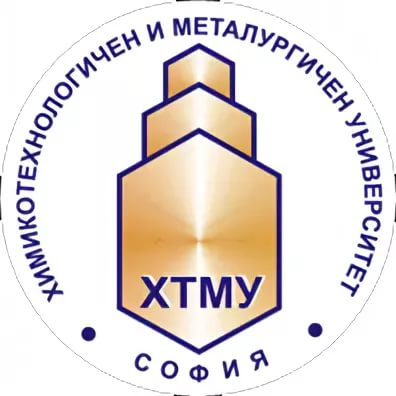 ХИМИКОТЕХНОЛОГИЧЕН И МЕТАЛУРГИЧЕН УНИВЕРСИТЕТ
ХТМУ
• СОФИЯ •